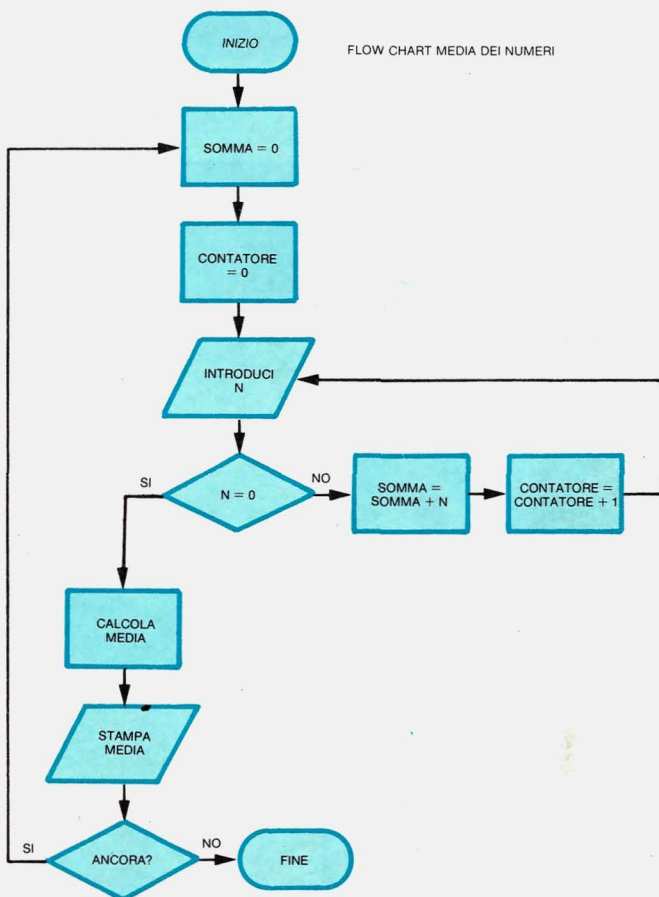 INIZIO
FLOW CHART MEDIA DEI NUMERI
SOMMA = 0
CONTATORE
= 0
INTRODUCI
N
SI
N = 0
NO
SOMMA =
SOMMA + N
CONTATORE =
CONTATORE + 1
CALCOLA
MEDIA
STAMPA
MEDIA
SI
ANCORA?
NO
FINE